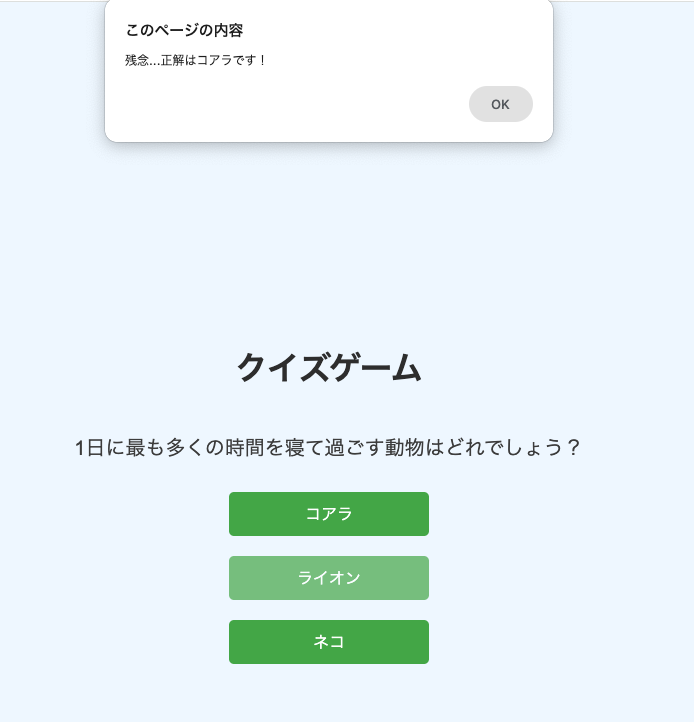 このページの内容
残念...正解はコアラです！
OK
クイズゲーム
1日に最も多くの時間を寝て過ごす動物はどれでしょう？
コアラ
ライオン
ネコ